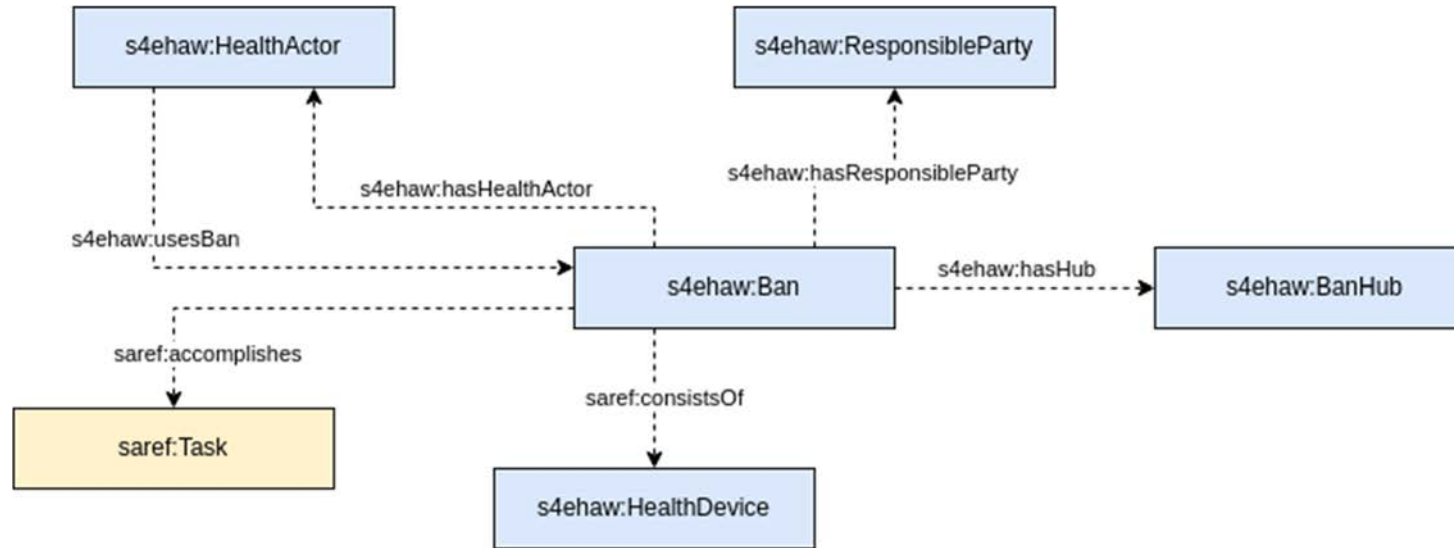 s4ehaw:HealthActor
s4ehaw:ResponsibleParty
s4ehaw:hasResponsibleParty
s4ehaw:hasHealthActor
s4ehaw:usesBan
s4ehaw:hasHub
s4ehaw:Ban
s4ehaw:BanHub
saref:accomplishes
saref:consistsOf
saref:Task
s4ehaw:HealthDevice